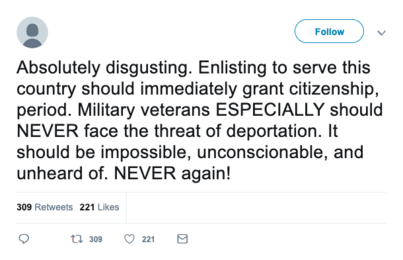 Follow
Absolutely disgusting. Enlisting to serve this
country should immediately grant citizenship,
period. Military veterans ESPECIALLY should
NEVER face the threat of deportation. It
should be impossible, unconscionable, and
unheard of. NEVER again!
309 Retweets 221 Likes
309 221